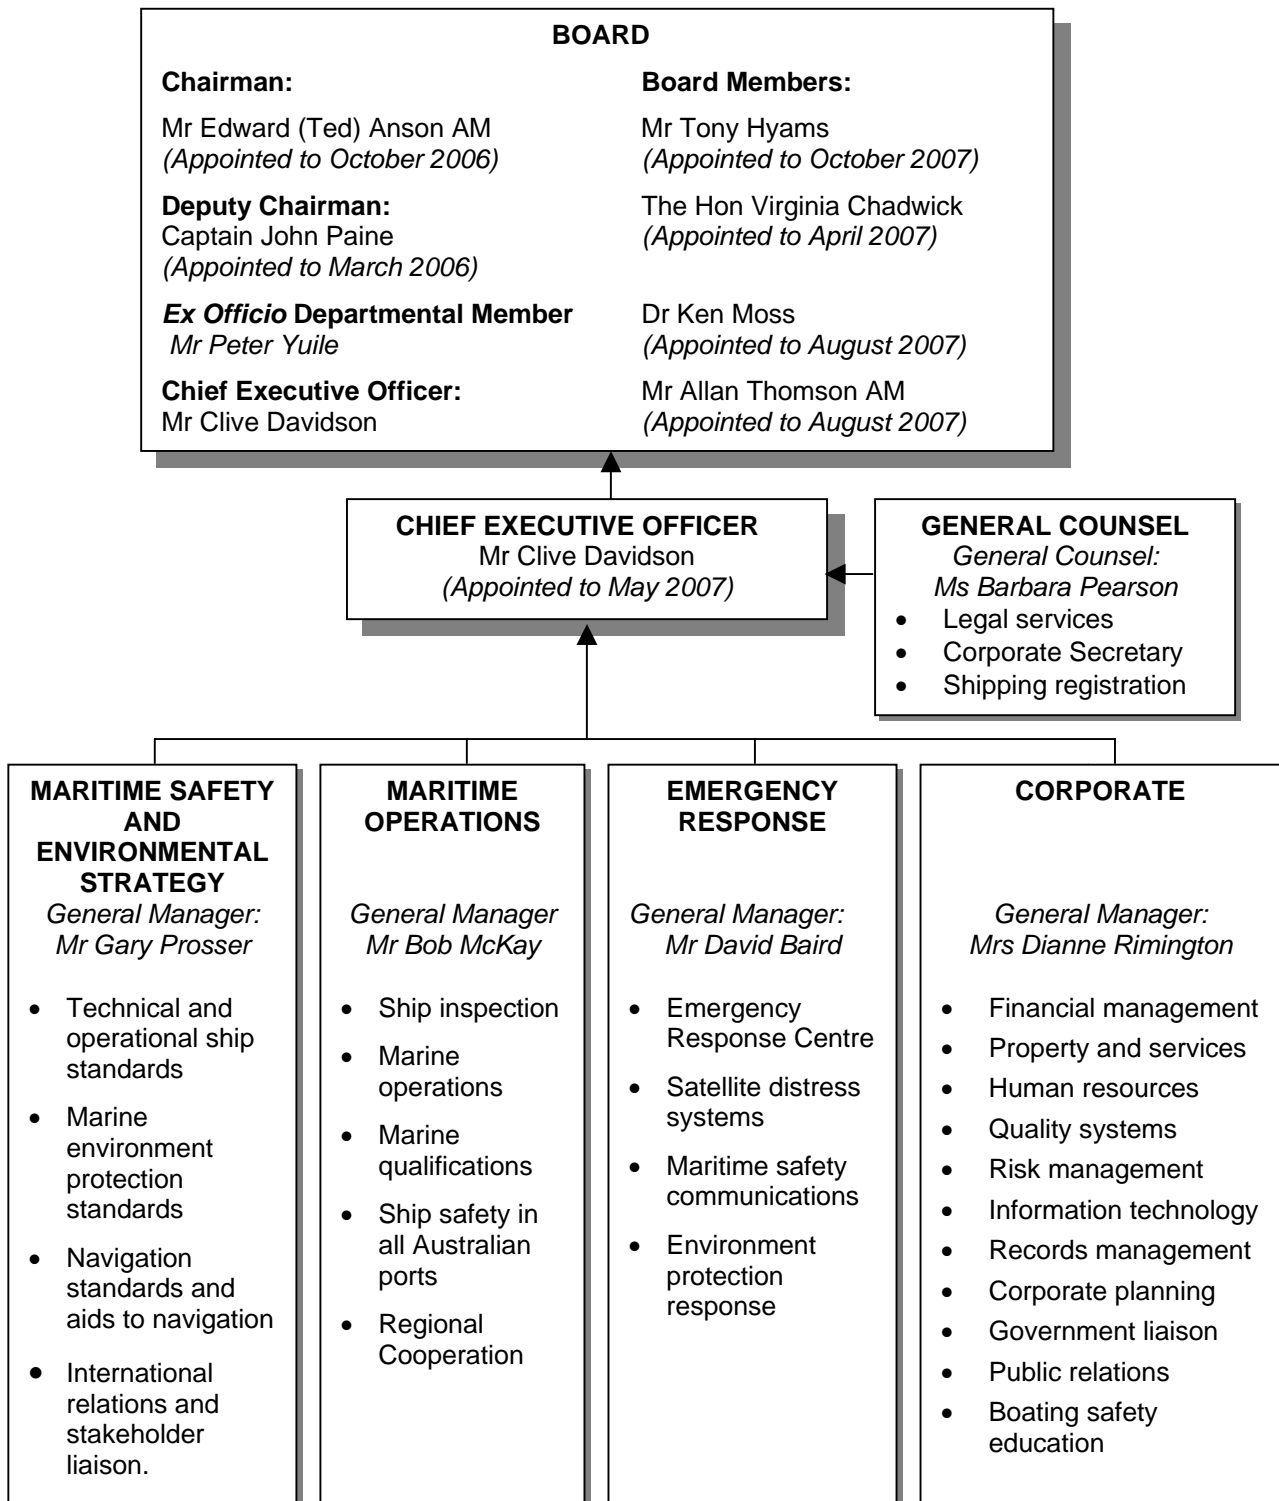 BOARD
Chairman:
Mr Edward (Ted) Anson AM
(Appointed to October 2006)
Deputy Chairman:
Captain John Paine
(Appointed to March 2006)
Ex Officio Departmental Member
Mr Peter Yuile
Chief Executive Officer:
Mr Clive Davidson
Board Members:
Mr Tony Hyams
(Appointed to October 2007)
The Hon Virginia Chadwick
(Appointed to April 2007)
Dr Ken Moss
(Appointed to August 2007)
Mr Allan Thomson AM
(Appointed to August 2007)
CHIEF EXECUTIVE OFFICER
Mr Clive Davidson
(Appointed to May 2007)
GENERAL COUNSEL
General Counsel:
Ms Barbara Pearson
• Legal services
• Corporate Secretary
• Shipping registration
MARITIME SAFETY
AND
ENVIRONMENTAL
STRATEGY
General Manager:
Mr Gary Prosser
• Technical and
operational ship
standards
• Marine
environment
protection
standards
• Navigation
standards and
aids to navigation
• International
relations and
stakeholder
liaison.
MARITIME
OPERATIONS
General Manager
Mr Bob McKay
• Ship inspection
• Marine
operations
• Marine
qualifications
• Ship safety in
all Australian
ports
• Regional
Cooperation
EMERGENCY
RESPONSE
General Manager:
Mr David Baird
• Emergency
Response Centre
• Satellite distress
systems
• Maritime safety
communications
• Environment
protection
response
CORPORATE
General Manager:
Mrs Dianne Rimington
• Financial management
• Property and services
• Human resources
• Quality systems
• Risk management
• Information technology
• Records management
• Corporate planning
• Government liaison
• Public relations
• Boating safety
education